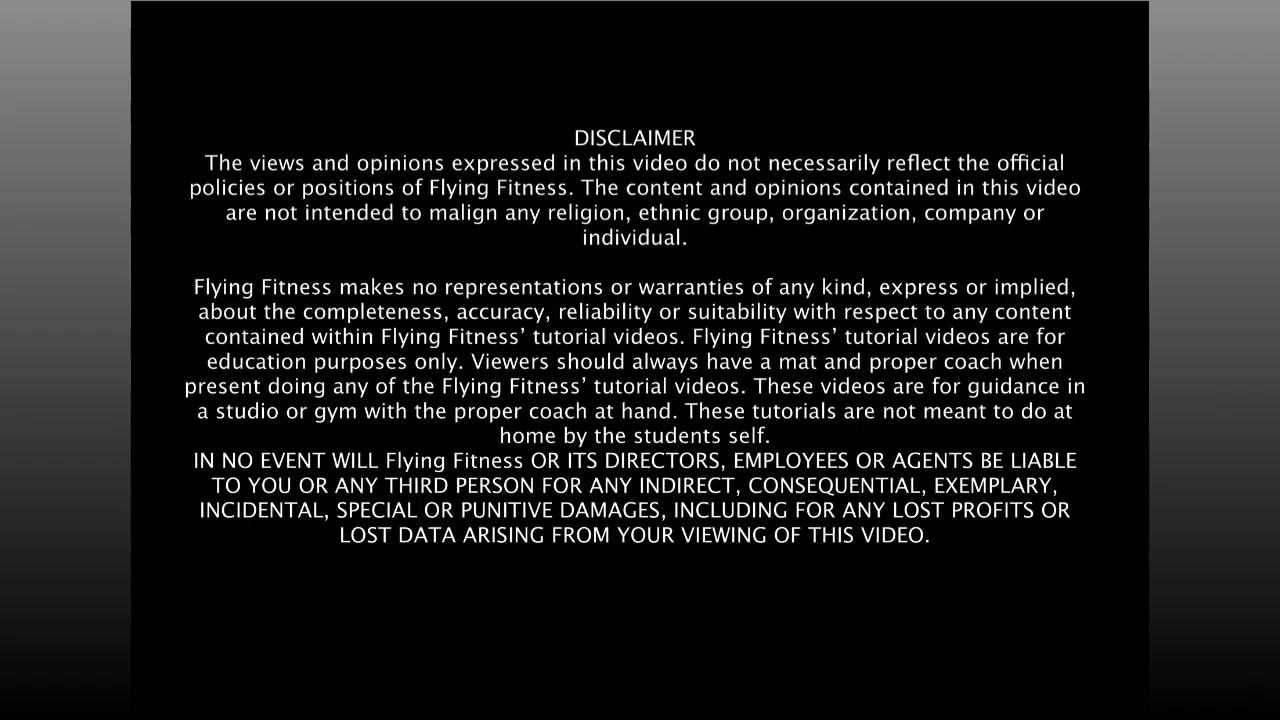 DISCLAIMER
The views and opinions expressed in this video do not necessarily reflect the official
policies or positions of Flying Fitness. The content and opinions contained in this video
are not intended to malign any religion, ethnic group, organization, company or
individual.
Flying Fitness makes no representations or warranties of any kind, express or implied,
about the completeness, accuracy, reliability or suitability with respect to any content
contained within Flying Fitness’ tutorial videos. Flying Fitness’ tutorial videos are for
education purposes only. Viewers should always have a mat and proper coach when
present doing any of the Flying Fitness’ tutorial videos. These videos are for guidance in
a studio or gym with the proper coach at hand. These tutorials are not meant to do at
home by the students self.
IN NO EVENT WILL Flying Fitness OR ITS DIRECTORS, EMPLOYEES OR AGENTS BE LIABLE
TO YOU OR ANY THIRD PERSON FOR ANY INDIRECT, CONSEQUENTIAL, EXEMPLARY,
INCIDENTAL, SPECIAL OR PUNITIVE DAMAGES, INCLUDING FOR ANY LOST PROFITS OR
LOST DATA ARISING FROM YOUR VIEWING OF THIS VIDEO.